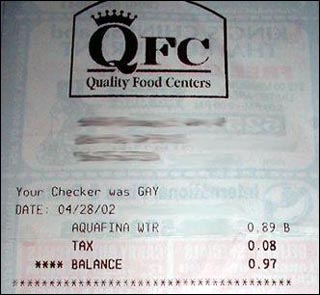 QFC
Quality Food Centers
Your Checker was GAY
DATE: 04/28/02
AQUAFINA WTR 0.89 B
TAX 0.08
**** BALANCE 0.97